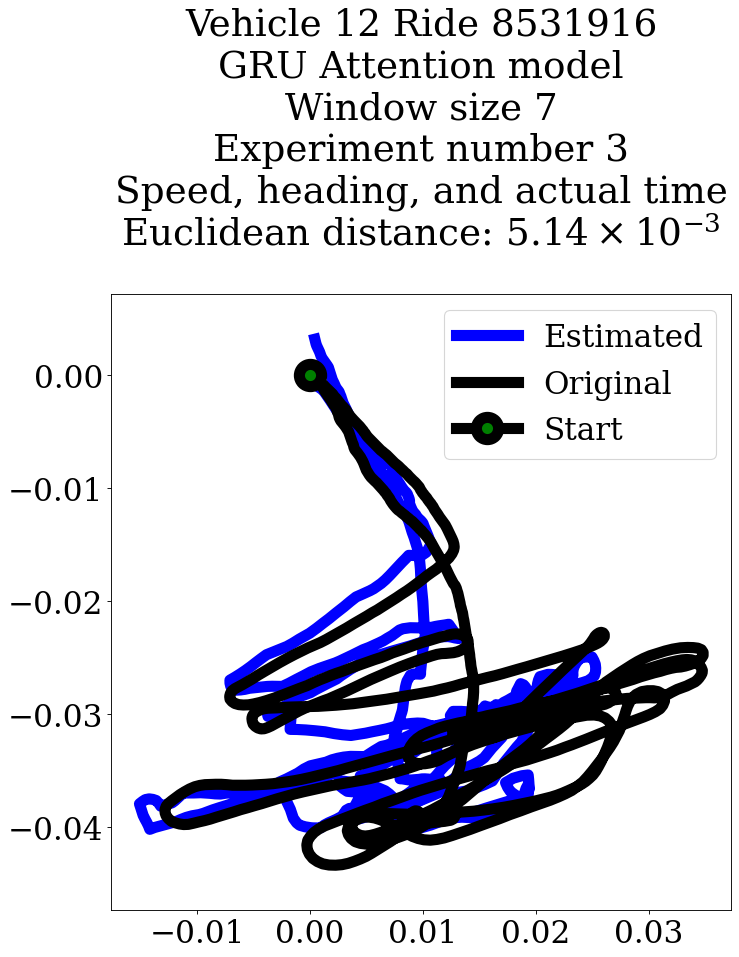 Vehicle 12 Ride 8531916
GRU Attention model
Window size 7
Experiment number 3
Speed, heading, and actual time
Euclidean distance: 5.14 × 10⁻³
Estimated
Original
Start
0.00
−0.01
−0.02
−0.03
−0.04
−0.01 0.00 0.01 0.02 0.03